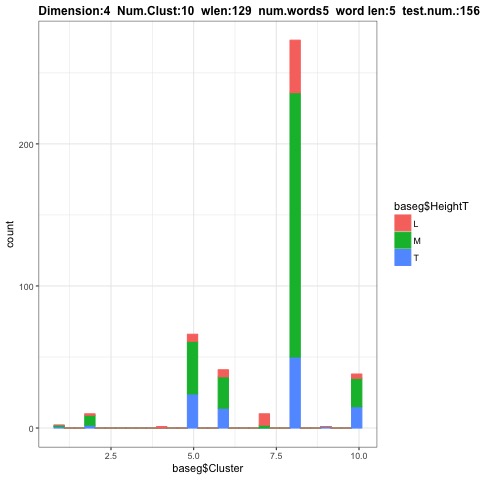 Dimension:4  Num.Clust:10  wlen:129  num.words5  word len:5  test.num.:156
200
100
0
count
2.5
5.0
7.5
10.0
baseg$Cluster
baseg$HeightT
L
M
T